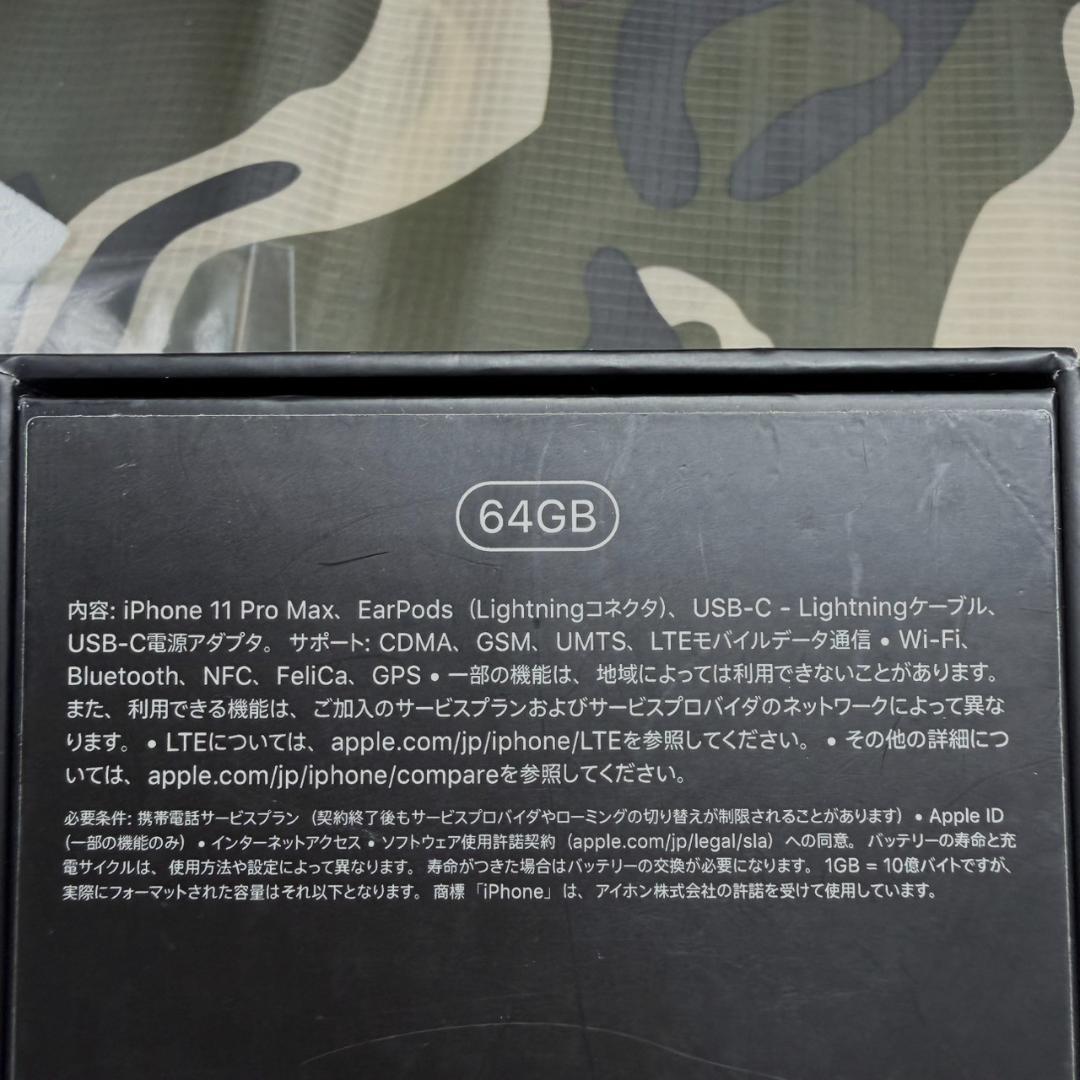 64GB
内容: iPhone 11 Pro Max、EarPods（Lightningコネクタ）、USB-C - Lightningケーブル、
USB-C電源アダプタ。 サポート: CDMA、GSM、UMTS、LTEモバイルデータ通信 • Wi-Fi、
Bluetooth、NFC、FeliCa、GPS • 一部の機能は、地域によっては利用できないことがあります。
また、利用できる機能は、ご加入のサービスプランおよびサービスプロバイダのネットワークによって異な
ります。 • LTEについては、apple.com/jp/iphone/LTEを参照してください。 • その他の詳細につ
いては、apple.com/jp/iphone/compareを参照してください。
必要条件: 携帯電話サービスプラン（契約終了後もサービスプロバイダやローミングの切り替えが制限されることがあります） • Apple ID
（一部の機能のみ） • インターネットアクセス • ソフトウェア使用許諾契約（apple.com/jp/legal/sla）への同意。 バッテリーの寿命と充
電サイクルは、使用方法や設定によって異なります。 寿命がつきた場合はバッテリーの交換が必要になります。 1GB = 10億バイトですが、
実際にフォーマットされた容量はそれ以下となります。 商標「iPhone」は、アイホン株式会社の許諾を受けて使用しています。